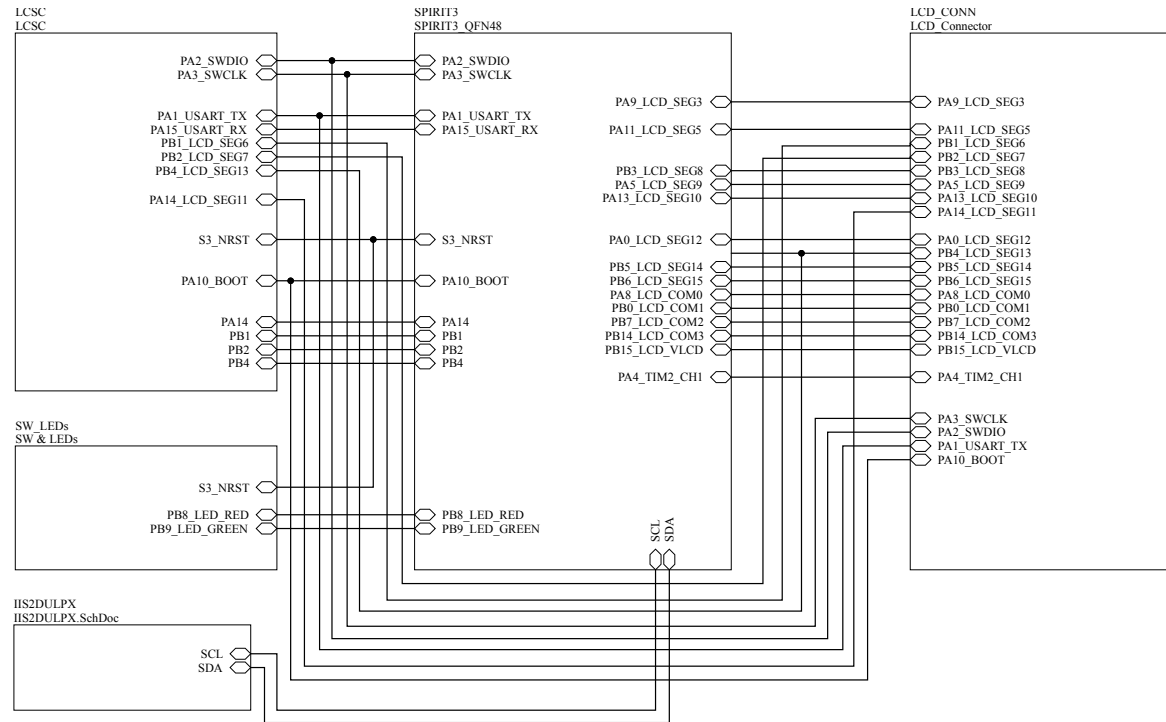 LCSC
LCSC
PA2_SWDIO
PA3_SWCLK
PA1_USART_TX
PA15_USART_RX
PB1_LCD_SEG6
PB2_LCD_SEG7
PB4_LCD_SEG13
PA14_LCD_SEG11
S3_NRST
PA10_BOOT
PA14
PB1
PB2
PB4
SW_LEDs
SW & LEDs
S3_NRST
PB8_LED_RED
PB9_LED_GREEN
IIS2DULPX
IIS2DULPX.SchDoc
SCL
SDA
SPIRIT3
SPIRIT3_QFN48
PA2_SWDIO
PA3_SWCLK
PA1_USART_TX
PA15_USART_RX
S3_NRST
PA10_BOOT
PA14
PB1
PB2
PB4
PB8_LED_RED
PB9_LED_GREEN
PA9_LCD_SEG3
PA11_LCD_SEG5
PB3_LCD_SEG8
PA5_LCD_SEG9
PA13_LCD_SEG10
PA0_LCD_SEG12
PB5_LCD_SEG14
PB6_LCD_SEG15
PA8_LCD_COM0
PB0_LCD_COM1
PB7_LCD_COM2
PB14_LCD_COM3
PB15_LCD_VLCD
PA4_TIM2_CH1
SCL
SDA
LCD_CONN
LCD_Connector
PA9_LCD_SEG3
PA11_LCD_SEG5
PB1_LCD_SEG6
PB2_LCD_SEG7
PB3_LCD_SEG8
PA5_LCD_SEG9
PA13_LCD_SEG10
PA14_LCD_SEG11
PA0_LCD_SEG12
PB4_LCD_SEG13
PB5_LCD_SEG14
PB6_LCD_SEG15
PA8_LCD_COM0
PB0_LCD_COM1
PB7_LCD_COM2
PB14_LCD_COM3
PB15_LCD_VLCD
PA4_TIM2_CH1
PA3_SWCLK
PA2_SWDIO
PA1_USART_TX
PA10_BOOT